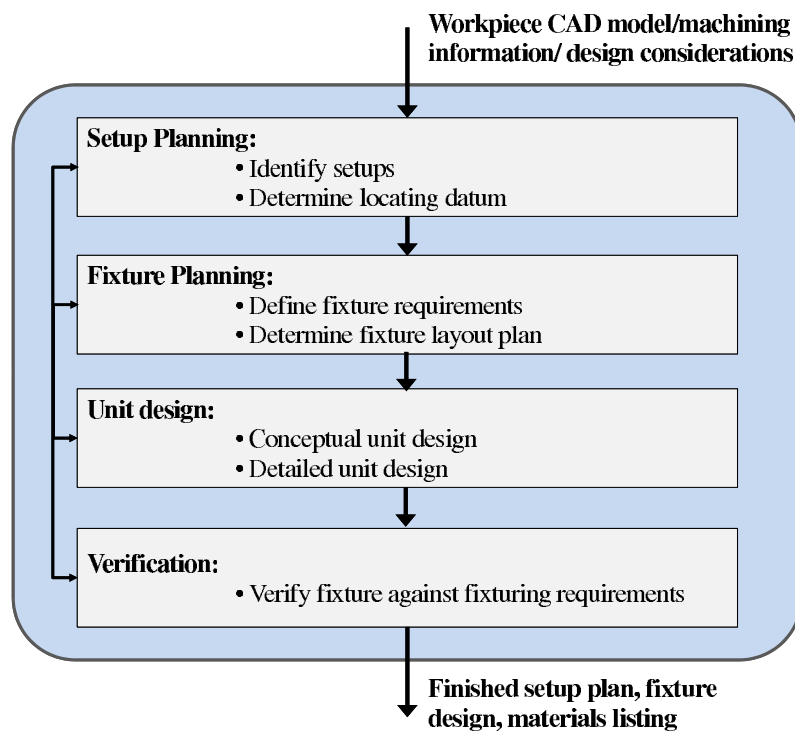 Workpiece CAD model/machining
information/ design considerations
Setup Planning:
• Identify setups
• Determine locating datum
Fixture Planning:
• Define fixture requirements
• Determine fixture layout plan
Unit design:
• Conceptual unit design
• Detailed unit design
Verification:
• Verify fixture against fixturing requirements
Finished setup plan, fixture
design, materials listing